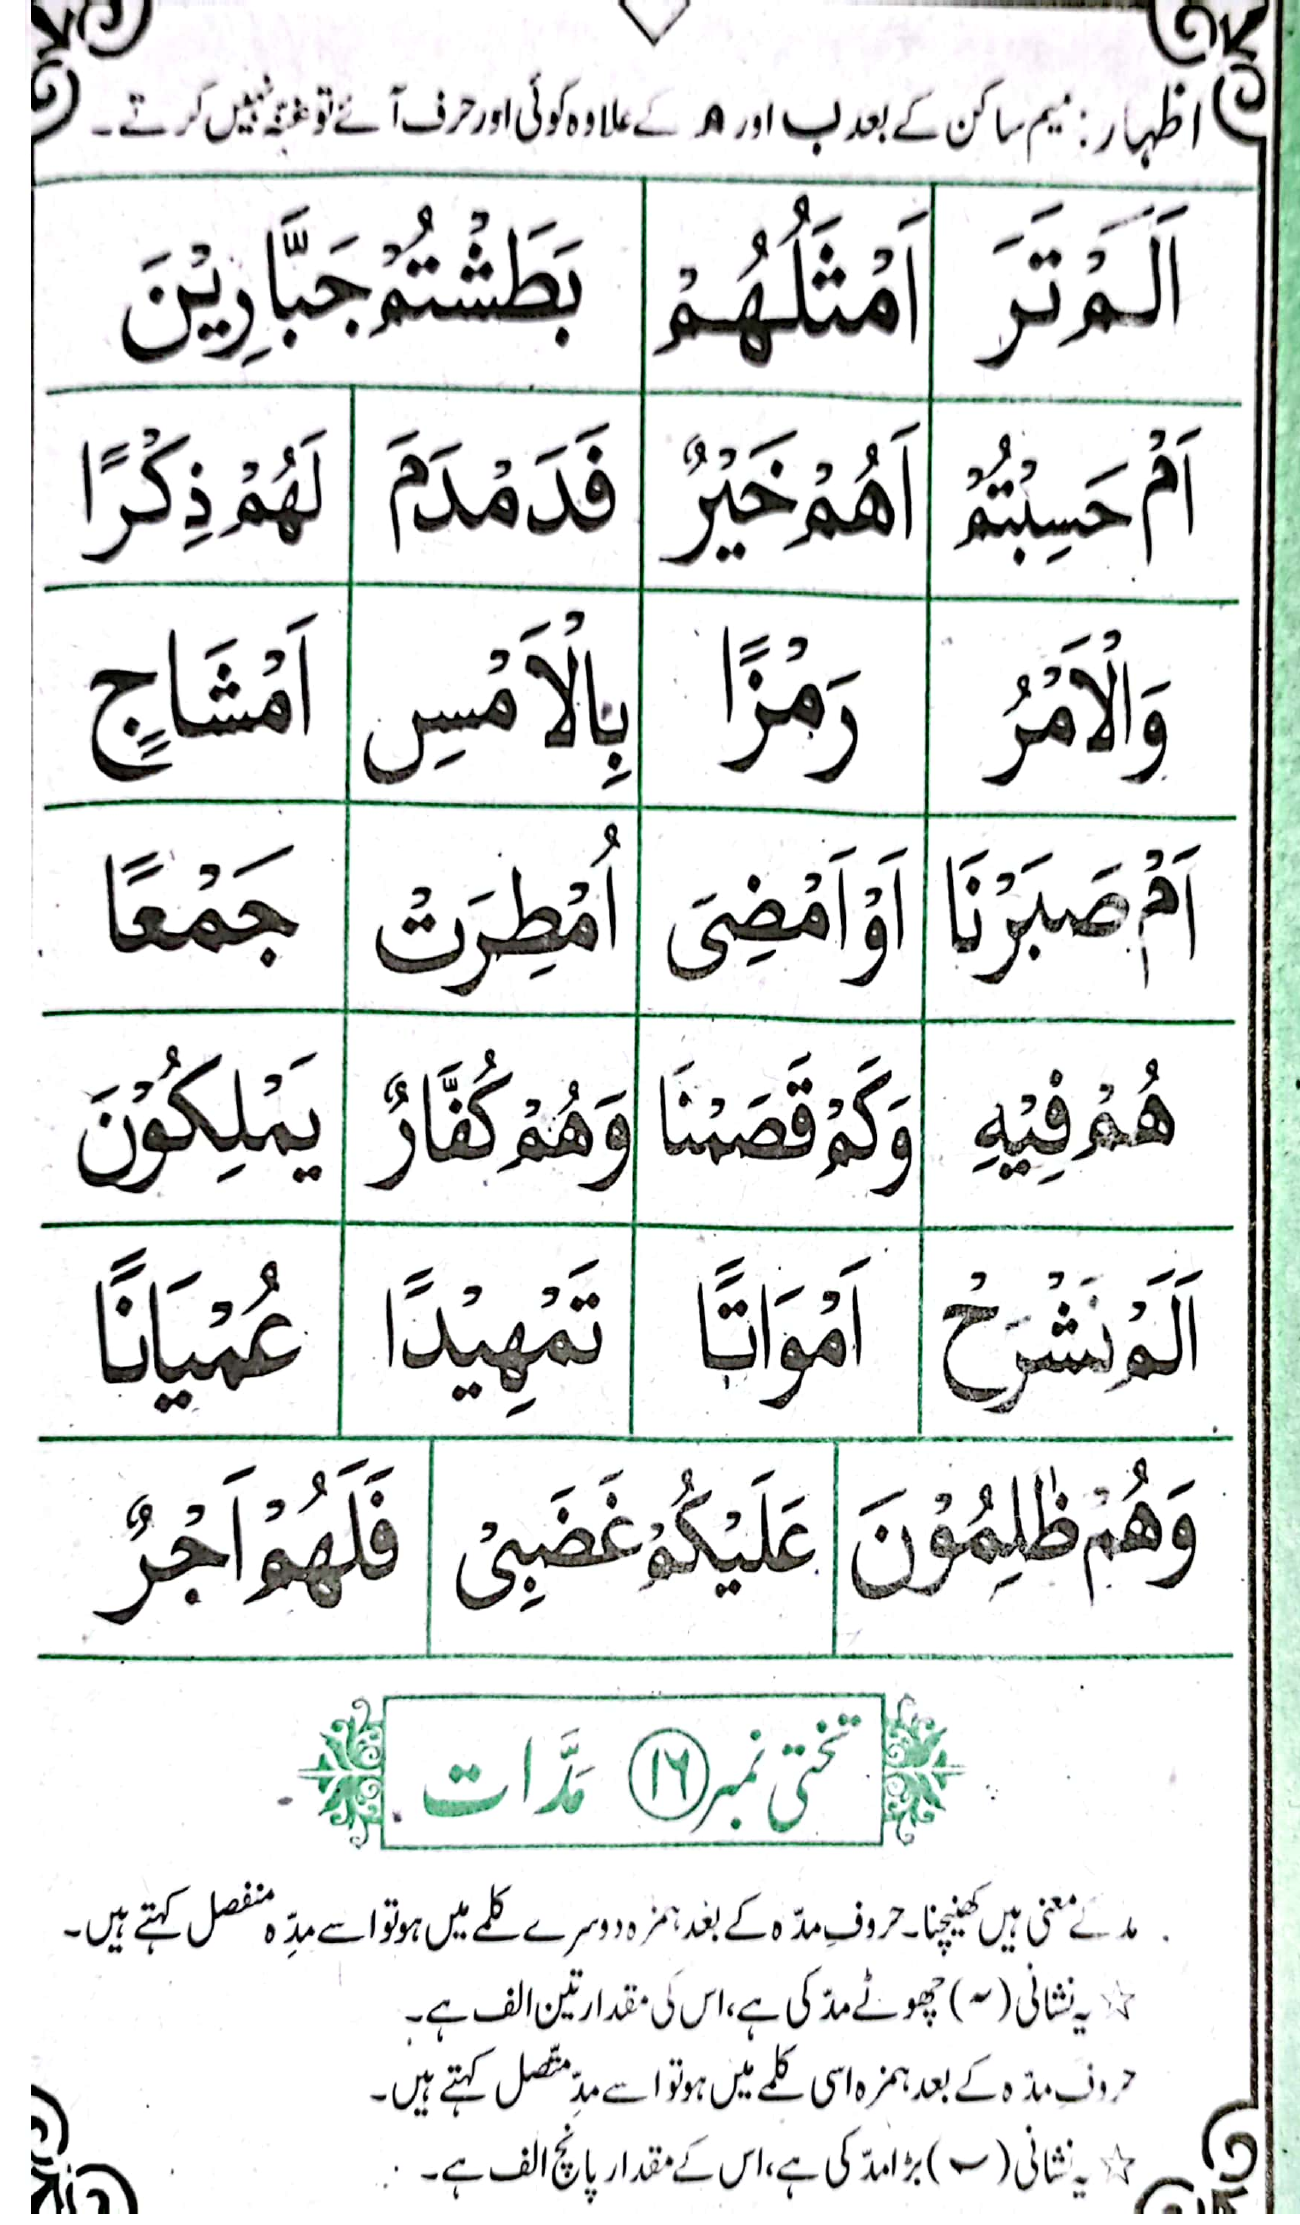 اظہار: میم ساکن کے بعد ب اور م کے علاوہ کوئی اور حرف آئے تو غنہ نہیں کرتے۔
اَلَمْ تَرَ اَمْثَلُهُمْ بَطَشْتُمْ جَبَّارِيْنَ
اَمْ حَسِبْتُمْ اَهُمْ خَيْرٌ فَدَمْدَمَ لَهُمْ ذِكْرًا
وَالْاَمْرُ رَمْزًا بِالْاَمْسِ اَمْشَاجٍ
اَمْ صَبَرْنَا اَوْ اَمْضِىَ اُمْطِرَتْ جَمْعًا
هُمْ فِيْهِ وَكَمْ قَصَمْنَا وَهُمْ كُفَّارٌ يَمْلِكُوْنَ
اَلَمْ نَشْرَحْ اَمْوَاتًا تَمْهِيْدًا عُمْيَانًا
وَهُمْ ظٰلِمُوْنَ عَلَيْكُمْ غَضَبِىْ فَلَهُمْ اَجْرٌ
تختی نمبر ۱۶ مَدَّات
مد کے معنی ہیں کھینچنا۔ حروفِ مدّہ کے بعد ہمزہ دوسرے کلمے میں ہو تو اسے مدِّہ منفصل کہتے ہیں۔
☆ یہ نشانی (~) چھوٹے مدّ کی ہے، اس کی مقدار تین الف ہے۔
حروفِ مدّہ کے بعد ہمزہ اسی کلمے میں ہو تو اسے مدِّ متّصل کہتے ہیں۔
☆ یہ نشانی (ـٓ) بڑا مدّ کی ہے، اس کے مقدار پانچ الف ہے۔